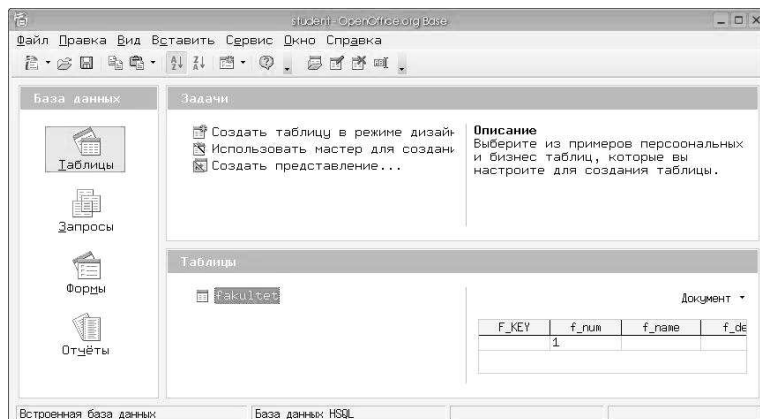 student - OpenOffice.org Base
Файл Правка Вид Вставить Сервис Окно Справка
База данных
Таблицы
Запросы
Формы
Отчёты
Задачи
Создать таблицу в режиме дизайн
Использовать мастер для создани
Создать представление...
Описание
Выберите из примеров персоональных
и бизнес таблиц, которые вы
настроите для создания таблицы.
Таблицы
fakultet
Документ
F_KEY f_num f_name f_de
1
Встроенная база данных База данных HSQL